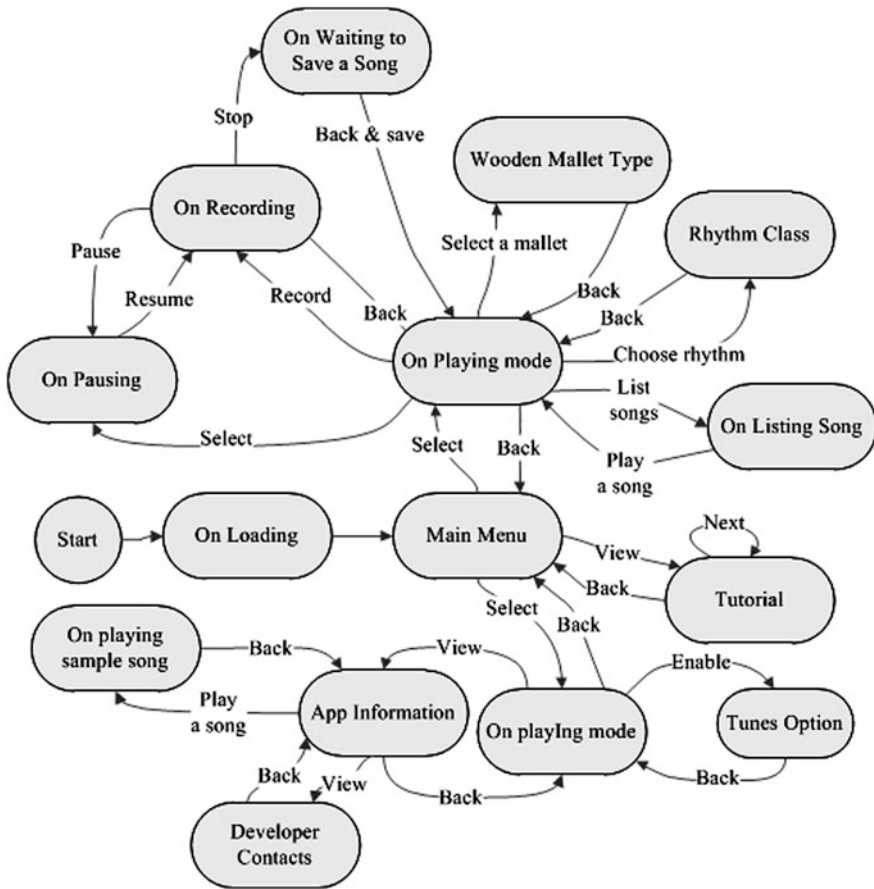 On Waiting to
Save a Song
Stop
Back & save
Wooden Mallet Type
On Recording
Rhythm Class
Pause
Select a mallet
Resume
Record
Back
Back
Back
On Pausing
On Playing mode
Choose rhythm
List
songs
On Listing Song
Select
Select
Back
Play
a song
Start
On Loading
Main Menu
Next
View
Back
Tutorial
Select
Back
On playing
sample song
Back
View
Enable
Play
a song
App Information
On playIng mode
Tunes Option
Back
View
Back
Back
Developer
Contacts